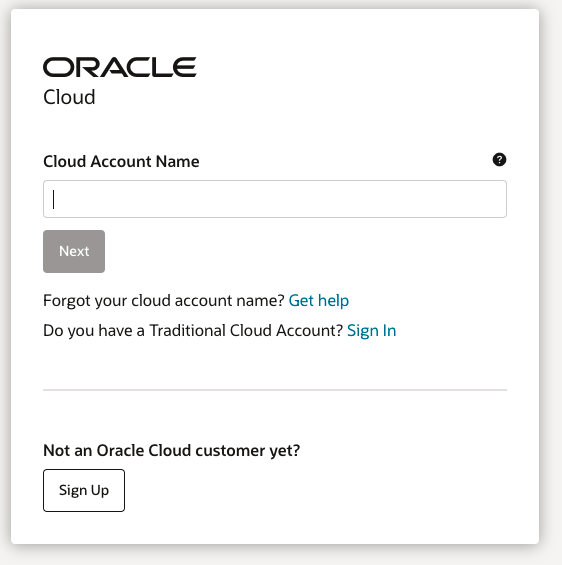 ORACLE
Cloud
Cloud Account Name
?
Next
Forgot your cloud account name? Get help
Do you have a Traditional Cloud Account? Sign In
Not an Oracle Cloud customer yet?
Sign Up